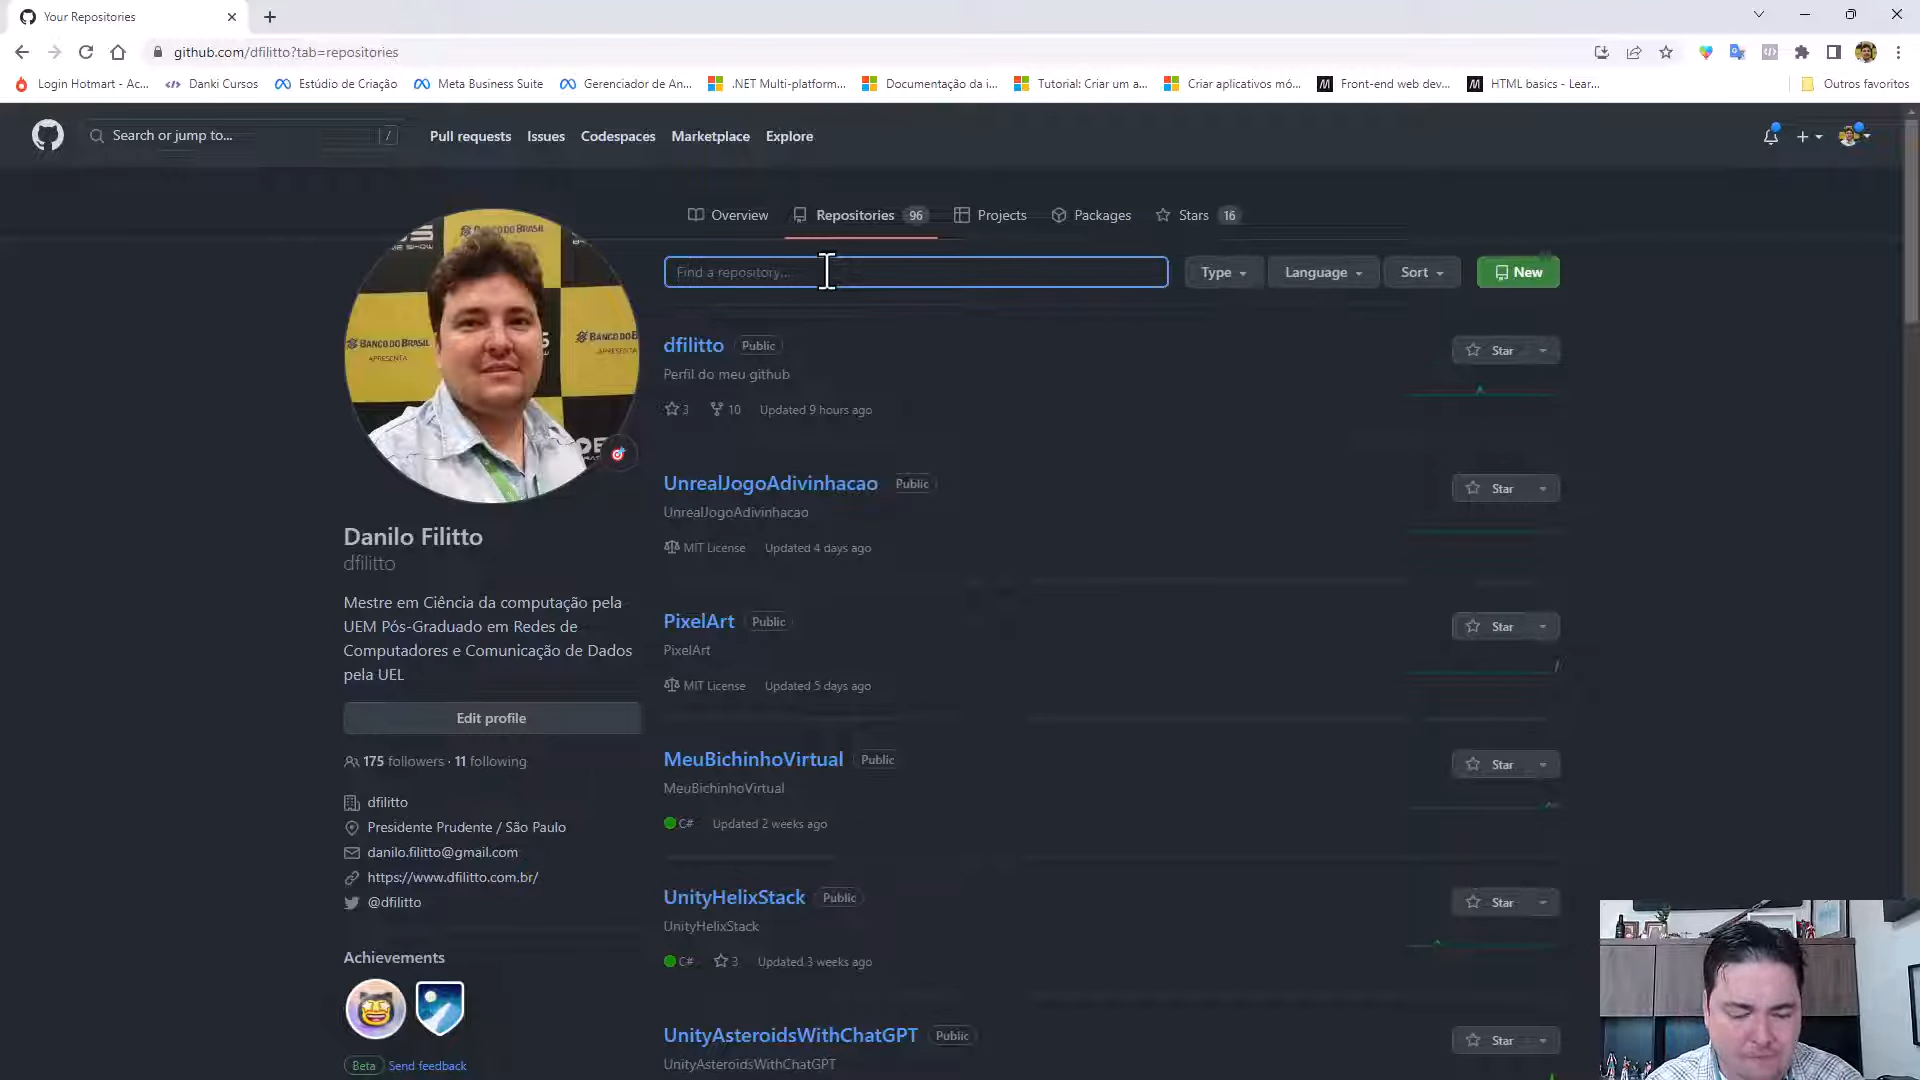 Your Repositories
github.com/dfilitto?tab=repositories
Login Hotmart - Ac...
Danki Cursos
Estúdio de Criação
Meta Business Suite
Gerenciador de An...
.NET Multi-platform...
Documentação da i...
Tutorial: Criar um a...
Criar aplicativos mó...
Front-end web dev...
HTML basics - Lear...
Outros favoritos
Search or jump to...
/
Pull requests
Issues
Codespaces
Marketplace
Explore
Overview
Repositories 96
Projects
Packages
Stars 16
Find a repository...
Type
Language
Sort
New
BANCO DO BRASIL
BANCO DO BRASIL
APRESENTA
Danilo Filitto
dfilitto
Mestre em Ciência da computação pela
UEM Pós-Graduado em Redes de
Computadores e Comunicação de Dados
pela UEL
Edit profile
175 followers · 11 following
dfilitto
Presidente Prudente / São Paulo
danilo.filitto@gmail.com
https://www.dfilitto.com.br/
@dfilitto
Achievements
Beta Send feedback
dfilitto Public
Star
Perfil do meu github
3 10 Updated 9 hours ago
UnrealJogoAdivinhacao Public
Star
UnrealJogoAdivinhacao
MIT License Updated 4 days ago
PixelArt Public
Star
PixelArt
MIT License Updated 5 days ago
MeuBichinhoVirtual Public
Star
MeuBichinhoVirtual
C# Updated 2 weeks ago
UnityHelixStack Public
Star
UnityHelixStack
C# 3 Updated 3 weeks ago
UnityAsteroidsWithChatGPT Public
Star
UnityAsteroidsWithChatGPT